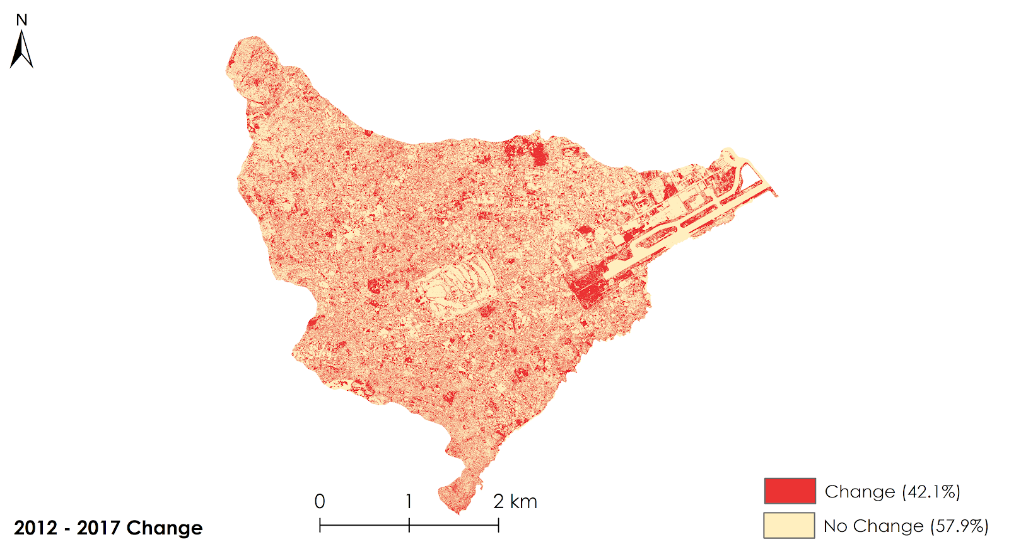 N
0 1 2 km
Change (42.1%)
No Change (57.9%)
2012 - 2017 Change